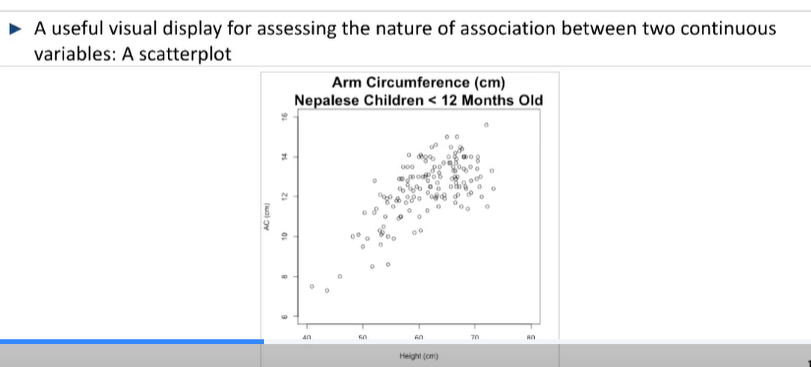 A useful visual display for assessing the nature of association between two continuous
variables: A scatterplot
Arm Circumference (cm)
Nepalese Children < 12 Months Old
16
14
12
10
8
6
AC (cm)
40 50 60 70 80
Height (cm)